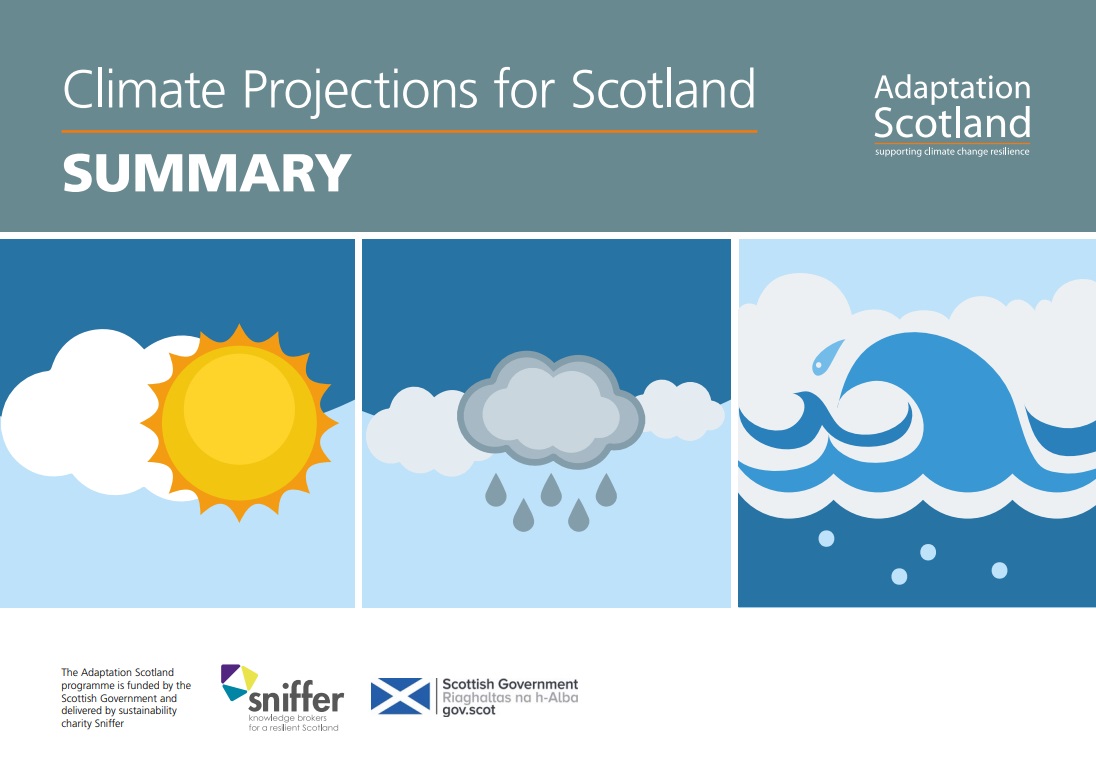 Climate Projections for Scotland
SUMMARY
Adaptation
Scotland
supporting climate change resilience
The Adaptation Scotland
programme is funded by the
Scottish Government and
delivered by sustainability
charity Sniffer
sniffer
knowledge brokers
for a resilient Scotland
Scottish Government
Riaghaltas na h-Alba
gov.scot